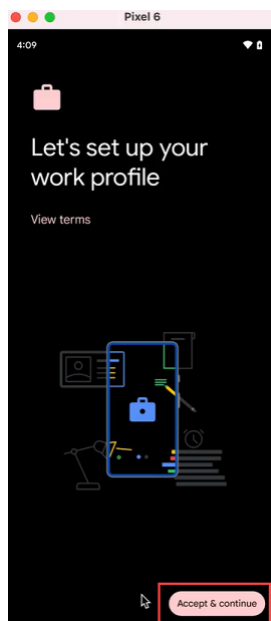 Pixel 6
4:09
Let's set up your
work profile
View terms
Accept & continue